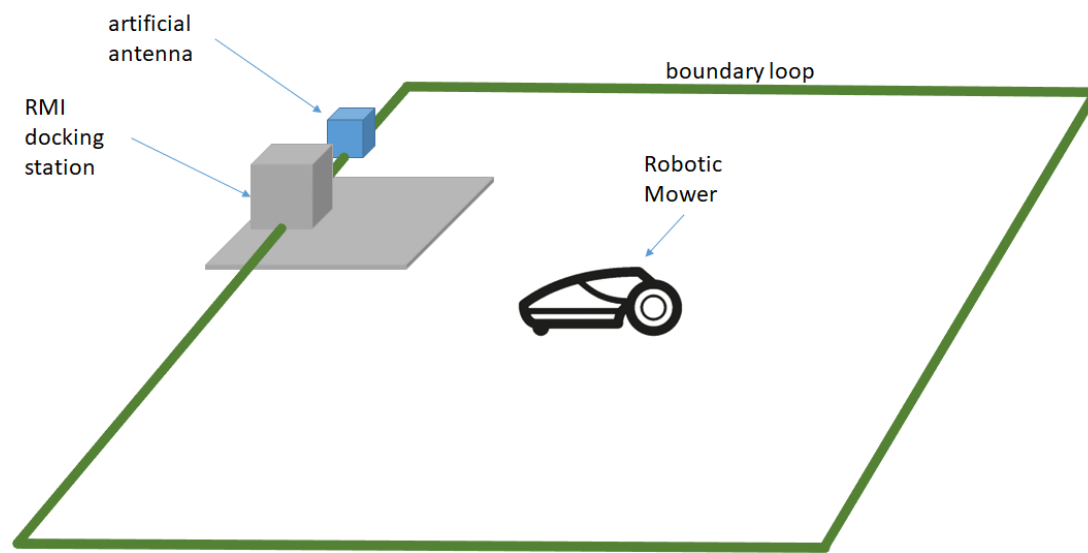 artificial
antenna
boundary loop
RMI
docking
station
Robotic
Mower